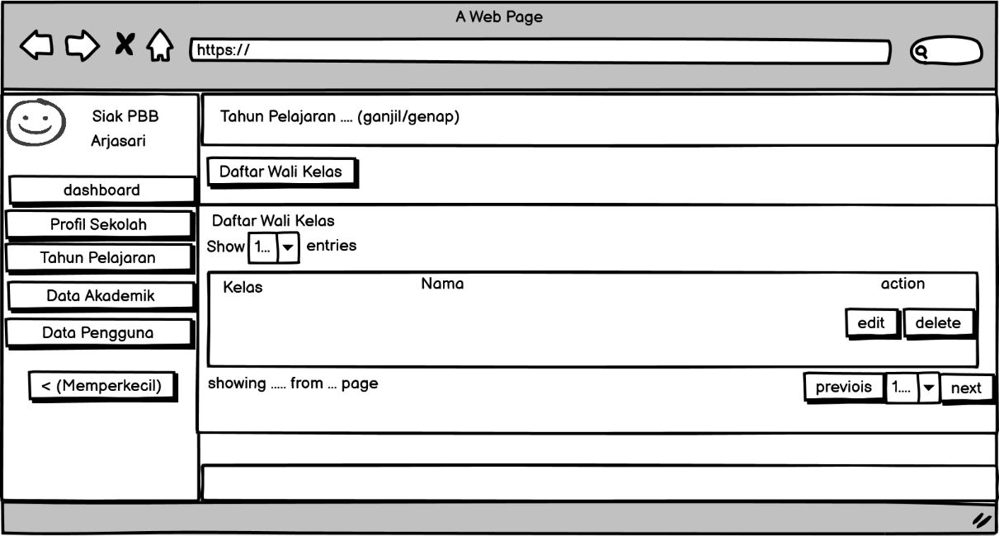 A Web Page
https://
Siak PBB
Arjasari
Tahun Pelajaran .... (ganjil/genap)
dashboard
Profil Sekolah
Tahun Pelajaran
Data Akademik
Data Pengguna
< (Memperkecil)
Daftar Wali Kelas
Daftar Wali Kelas
Show 1... entries
Kelas Nama action
edit delete
showing ..... from ... page
previois 1.... next